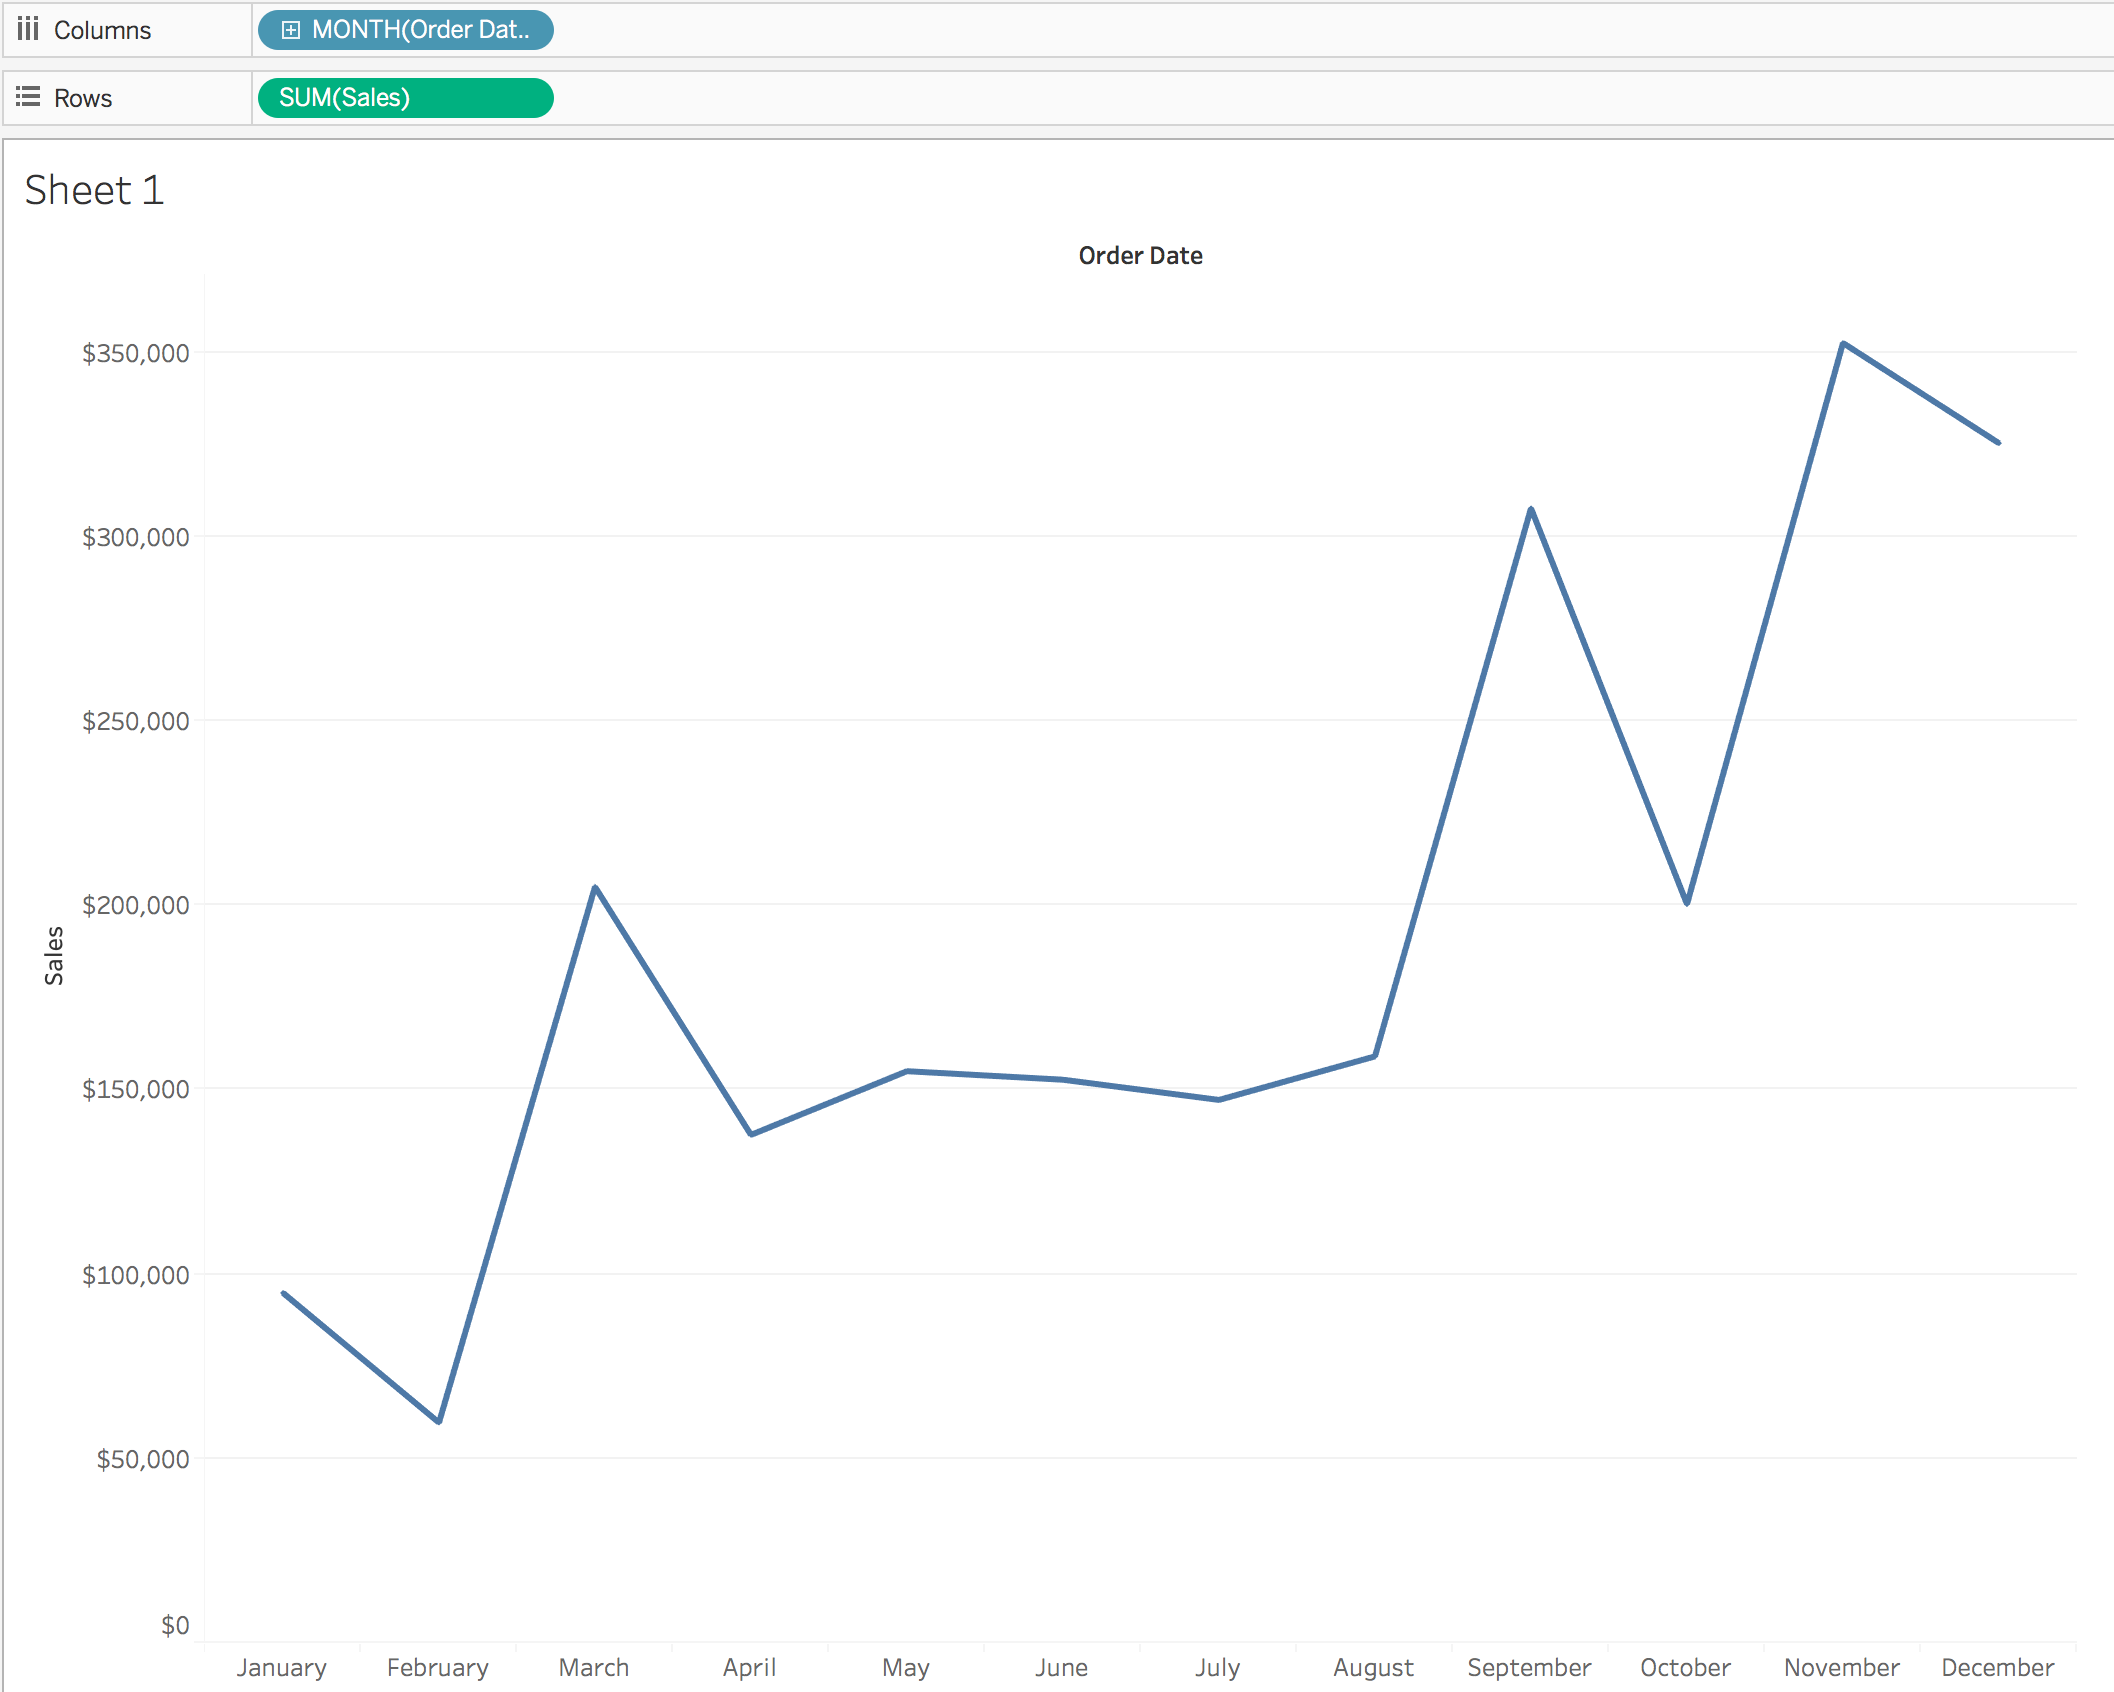 Columns
MONTH(Order Dat..
Rows
SUM(Sales)
Sheet 1
Order Date
$350,000
$300,000
$250,000
$200,000
$150,000
$100,000
$50,000
$0
Sales
January February March April May June July August September October November December